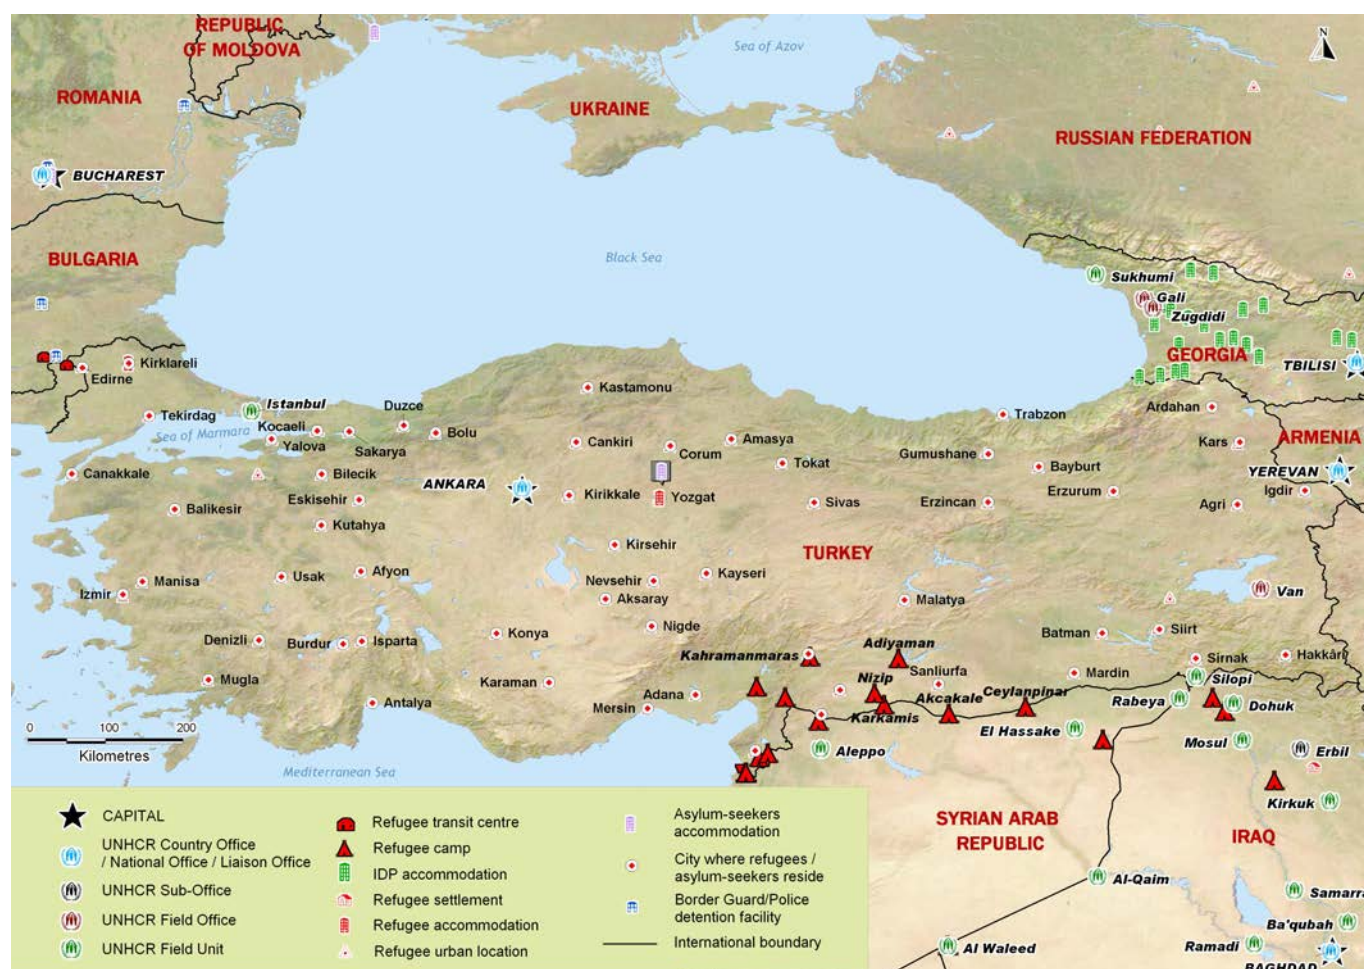 REPUBLIC
OF MOLDOVA
Sea of Azov
N
ROMANIA
UKRAINE
RUSSIAN FEDERATION
BUCHAREST
BULGARIA
Black Sea
Sukhumi
Gali
Zugdidi
GEORGIA
TBILISI
Kirklareli
Edirne
Kastamonu
Istanbul
Duzce
Tekirdag
Trabzon
Ardahan
Sea of Marmara
Kocaeli
Yalova
Sakarya
Bolu
Cankiri
Corum
Amasya
Tokat
Gumushane
Bayburt
Kars
ARMENIA
YEREVAN
Canakkale
Bilecik
ANKARA
Eskisehir
Kirikkale
Yozgat
Sivas
Erzincan
Erzurum
Agri
Igdir
Balikesir
Kutahya
Kirsehir
TURKEY
Manisa
Izmir
Usak
Afyon
Nevsehir
Kayseri
Aksaray
Malatya
Van
Denizli
Burdur
Isparta
Konya
Nigde
Batman
Siirt
Kahramanmaras
Adiyaman
Sanliurfa
Mardin
Sirnak
Hakkâri
Mugla
Antalya
Karaman
Adana
Mersin
Nizip
Karkamis
Akcakale
Ceylanpinar
Silopi
Rabeya
Dohuk
0 100 200
Kilometres
Mediterranean Sea
Aleppo
El Hassake
Mosul
Erbil
Kirkuk
SYRIAN ARAB
REPUBLIC
IRAQ
Al-Qaim
Samarra
Ba'qubah
Al Waleed
Ramadi
BAGHDAD
CAPITAL
UNHCR Country Office
/ National Office / Liaison Office
UNHCR Sub-Office
UNHCR Field Office
UNHCR Field Unit
Refugee transit centre
Refugee camp
IDP accommodation
Refugee settlement
Refugee accommodation
Refugee urban location
Asylum-seekers
accommodation
City where refugees /
asylum-seekers reside
Border Guard/Police
detention facility
International boundary